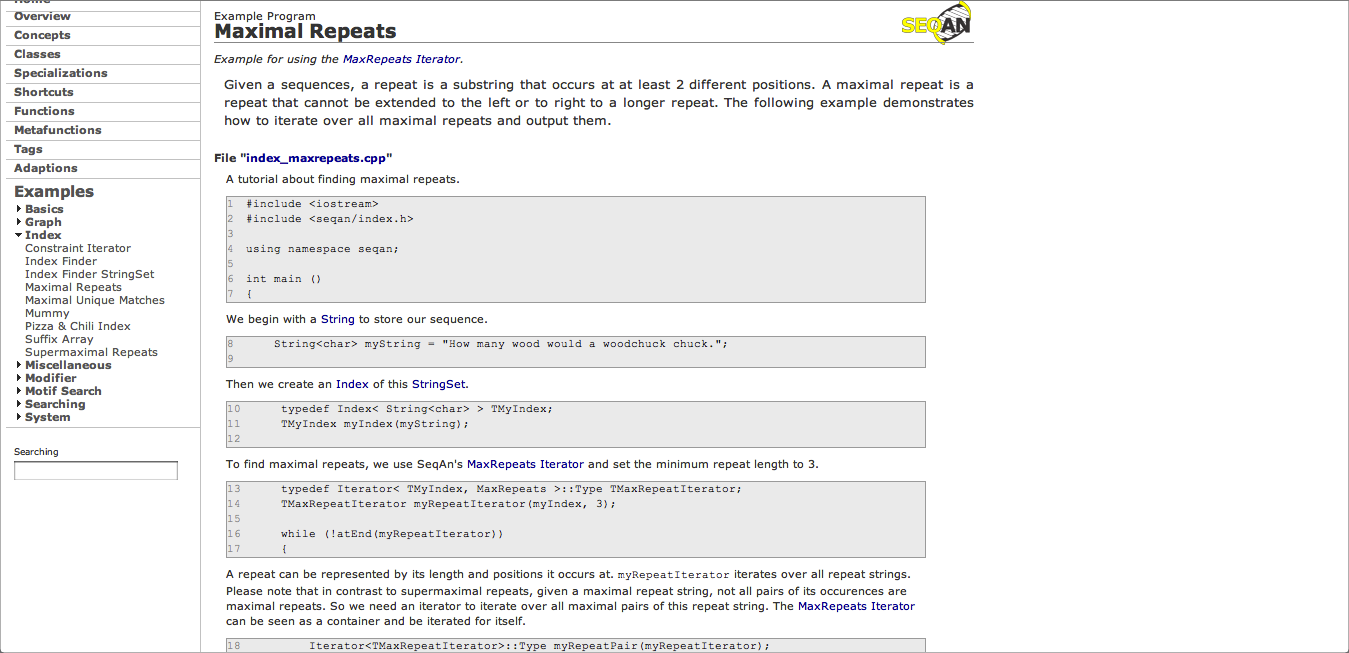 Home
Overview
Concepts
Classes
Specializations
Shortcuts
Functions
Metafunctions
Tags
Adaptions
Examples
Basics
Graph
Index
Constraint Iterator
Index Finder
Index Finder StringSet
Maximal Repeats
Maximal Unique Matches
Mummy
Pizza & Chili Index
Suffix Array
Supermaximal Repeats
Miscellaneous
Modifier
Motif Search
Searching
System
Searching
Example Program
Maximal Repeats
SEQAN
Example for using the MaxRepeats Iterator.
Given a sequences, a repeat is a substring that occurs at at least 2 different positions. A maximal repeat is a
repeat that cannot be extended to the left or to right to a longer repeat. The following example demonstrates
how to iterate over all maximal repeats and output them.
File "index_maxrepeats.cpp"
A tutorial about finding maximal repeats.
1 #include <iostream>
2 #include <seqan/index.h>
3
4 using namespace seqan;
5
6 int main ()
7 {
We begin with a String to store our sequence.
8 String<char> myString = "How many wood would a woodchuck chuck.";
9
Then we create an Index of this StringSet.
10 typedef Index< String<char> > TMyIndex;
11 TMyIndex myIndex(myString);
12
To find maximal repeats, we use SeqAn's MaxRepeats Iterator and set the minimum repeat length to 3.
13 typedef Iterator< TMyIndex, MaxRepeats >::Type TMaxRepeatIterator;
14 TMaxRepeatIterator myRepeatIterator(myIndex, 3);
15
16 while (!atEnd(myRepeatIterator))
17 {
A repeat can be represented by its length and positions it occurs at. myRepeatIterator iterates over all repeat strings.
Please note that in contrast to supermaximal repeats, given a maximal repeat string, not all pairs of its occurences are
maximal repeats. So we need an iterator to iterate over all maximal pairs of this repeat string. The MaxRepeats Iterator
can be seen as a container and be iterated for itself.
18 Iterator<TMaxRepeatIterator>::Type myRepeatPair(myRepeatIterator);